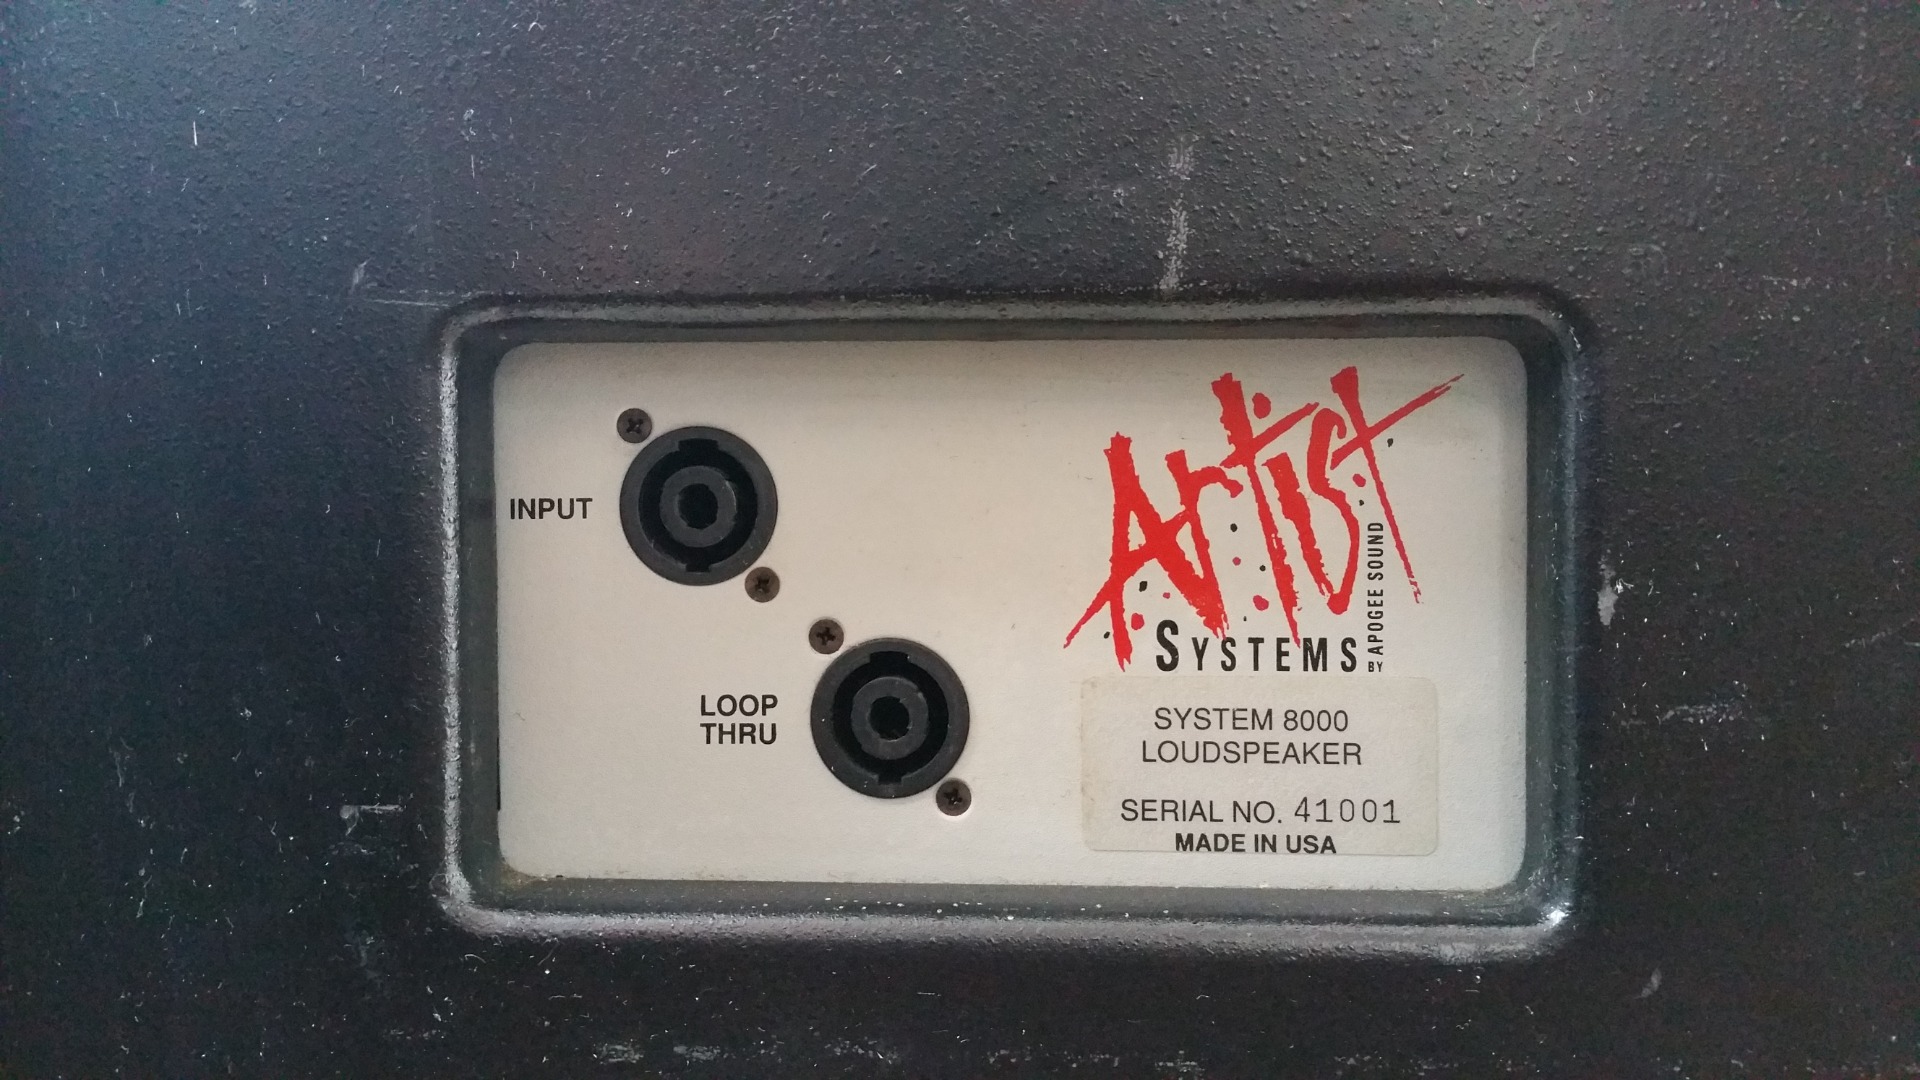 INPUT
LOOP
THRU
Artist
SYSTEMS
BY APOGEE SOUND
SYSTEM 8000
LOUDSPEAKER
SERIAL NO. 41001
MADE IN USA